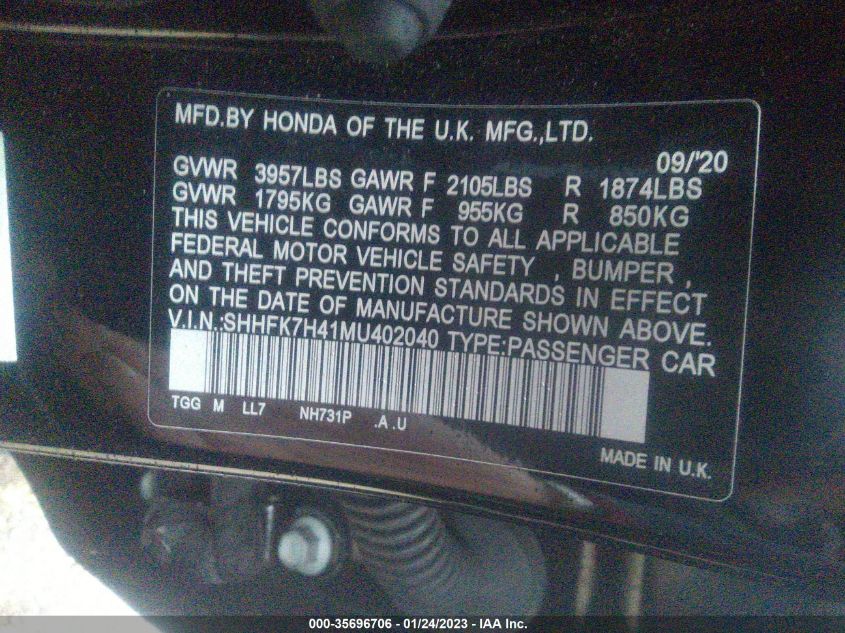 MFD.BY HONDA OF THE U.K. MFG.,LTD.
09/'20
GVWR 3957LBS GAWR F 2105LBS R 1874LBS
GVWR 1795KG GAWR F 955KG R 850KG
THIS VEHICLE CONFORMS TO ALL APPLICABLE
FEDERAL MOTOR VEHICLE SAFETY , BUMPER ,
AND THEFT PREVENTION STANDARDS IN EFFECT
ON THE DATE OF MANUFACTURE SHOWN ABOVE.
V.I.N.:SHHFK7H41MU402040 TYPE:PASSENGER CAR
TGG M LL7 NH731P .A .U
MADE IN U.K.
000-35696706 - 01/24/2023 - IAA Inc.